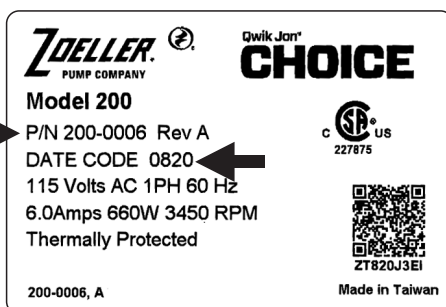 ZOELLER.
PUMP COMPANY
Qwik Jon®
CHOICE
Model 200
P/N 200-0006 Rev A
DATE CODE 0820
115 Volts AC 1PH 60 Hz
6.0Amps 660W 3450 RPM
Thermally Protected
200-0006, A
C SA ® C US
227875
ZT820J3EI
Made in Taiwan